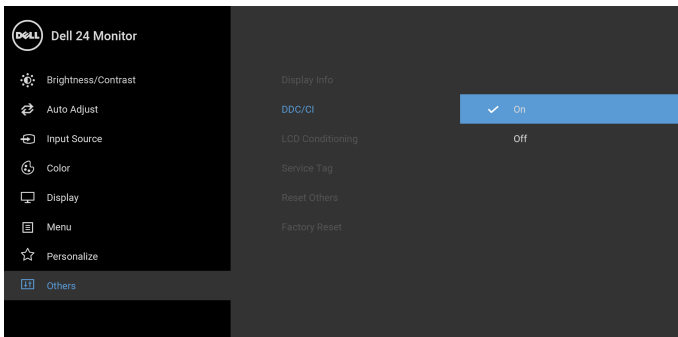 DELL
Dell 24 Monitor
Brightness/Contrast
Auto Adjust
Input Source
Color
Display
Menu
Personalize
Others
Display Info
DDC/CI
LCD Conditioning
Service Tag
Reset Others
Factory Reset
On
Off